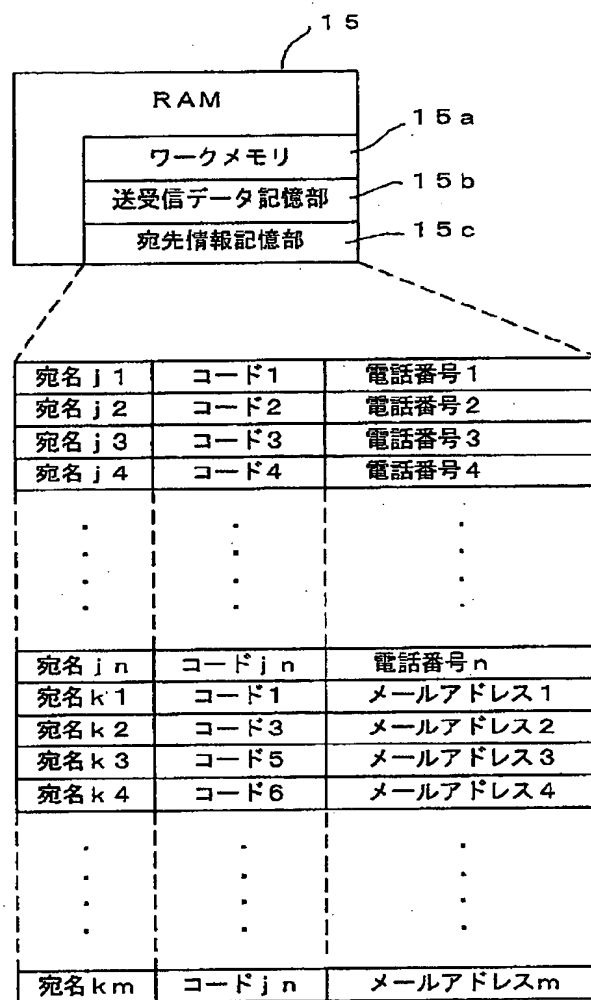 15
RAM
15a
ワークメモリ
15b
送受信データ記憶部
15c
宛先情報記憶部
宛名j1 コード1 電話番号1
宛名j2 コード2 電話番号2
宛名j3 コード3 電話番号3
宛名j4 コード4 電話番号4
宛名jn コードjn 電話番号n
宛名k1 コード1 メールアドレス1
宛名k2 コード3 メールアドレス2
宛名k3 コード5 メールアドレス3
宛名k4 コード6 メールアドレス4
宛名km コードjn メールアドレスm